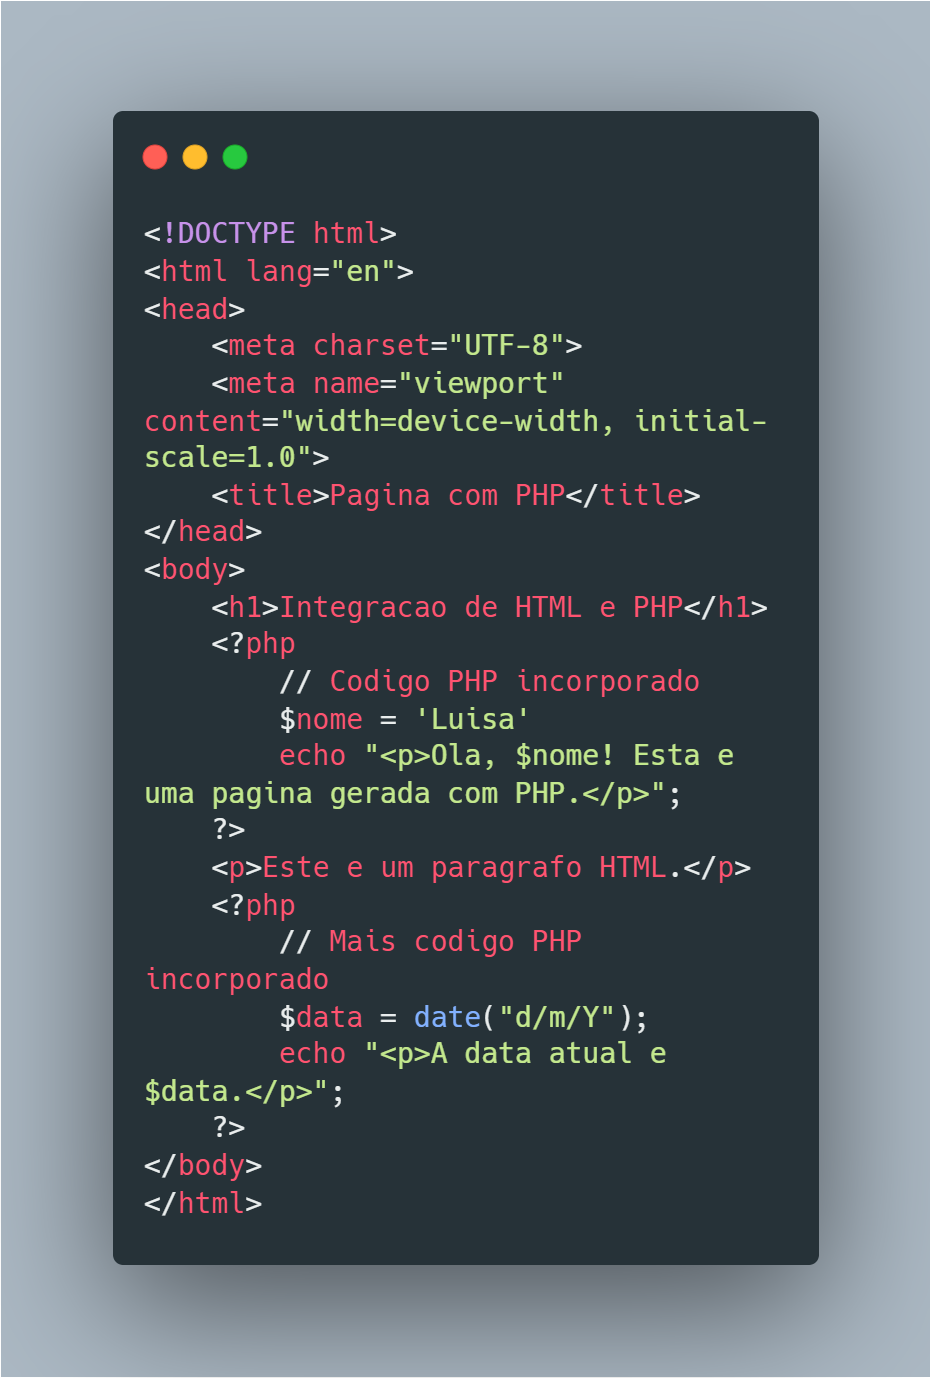 <!DOCTYPE html>
<html lang="en">
<head>
    <meta charset="UTF-8">
    <meta name="viewport"
content="width=device-width, initial-
scale=1.0">
    <title>Pagina com PHP</title>
</head>
<body>
    <h1>Integracao de HTML e PHP</h1>
    <?php
        // Codigo PHP incorporado
        $nome = 'Luisa'
        echo "<p>Ola, $nome! Esta e
uma pagina gerada com PHP.</p>";
    ?>
    <p>Este e um paragrafo HTML.</p>
    <?php
        // Mais codigo PHP
incorporado
        $data = date("d/m/Y");
        echo "<p>A data atual e
$data.</p>";
    ?>
</body>
</html>